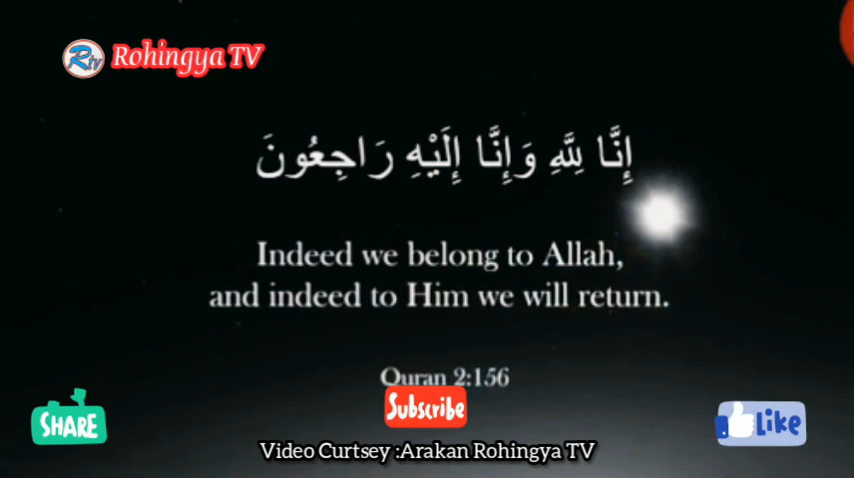 Rtv Rohingya TV
إِنَّا لِلَّهِ وَإِنَّا إِلَيْهِ رَاجِعُونَ
Indeed we belong to Allah,
and indeed to Him we will return.
Quran 2:156
SHARE
Subscribe
Like
Video Curtsey :Arakan Rohingya TV